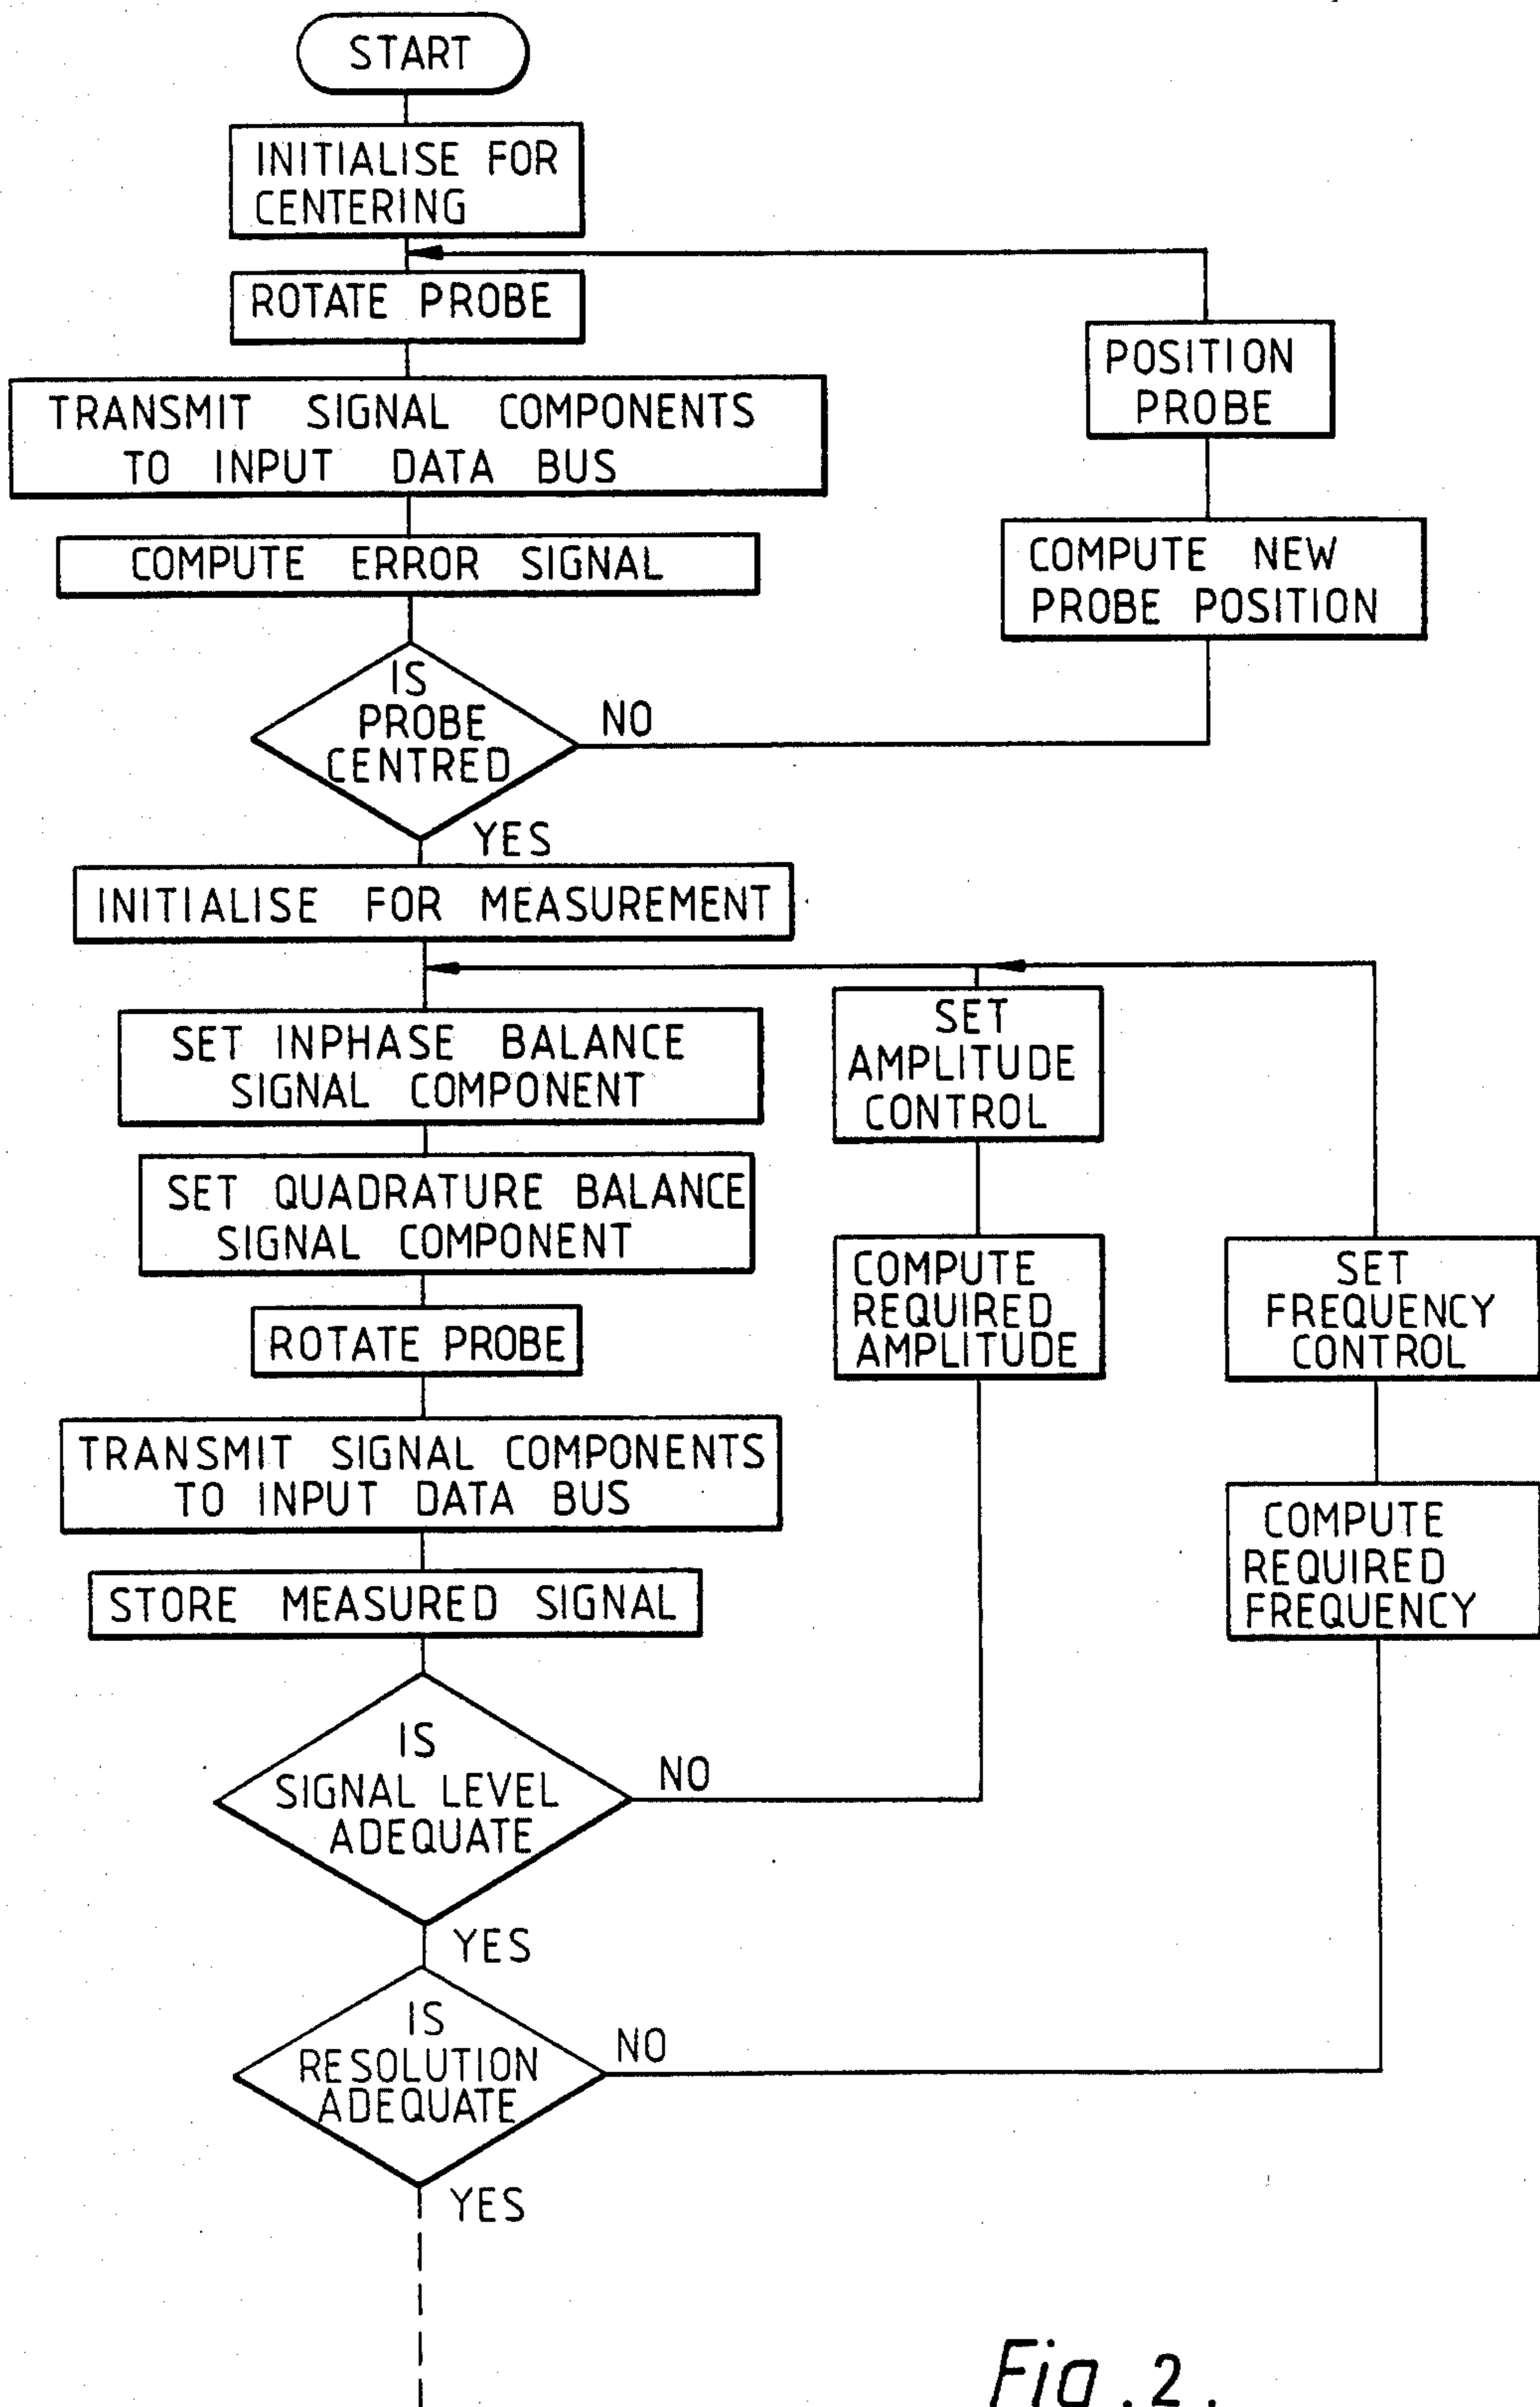 START
INITIALISE FOR
CENTERING
ROTATE PROBE
POSITION
PROBE
TRANSMIT SIGNAL COMPONENTS
TO INPUT DATA BUS
COMPUTE NEW
PROBE POSITION
COMPUTE ERROR SIGNAL
IS
PROBE
CENTRED
NO
YES
INITIALISE FOR MEASUREMENT
SET INPHASE BALANCE
SIGNAL COMPONENT
SET
AMPLITUDE
CONTROL
SET QUADRATURE BALANCE
SIGNAL COMPONENT
COMPUTE
REQUIRED
AMPLITUDE
SET
FREQUENCY
CONTROL
ROTATE PROBE
TRANSMIT SIGNAL COMPONENTS
TO INPUT DATA BUS
COMPUTE
REQUIRED
FREQUENCY
STORE MEASURED SIGNAL
IS
SIGNAL LEVEL
ADEQUATE
NO
YES
IS
RESOLUTION
ADEQUATE
NO
YES
Fig. 2.